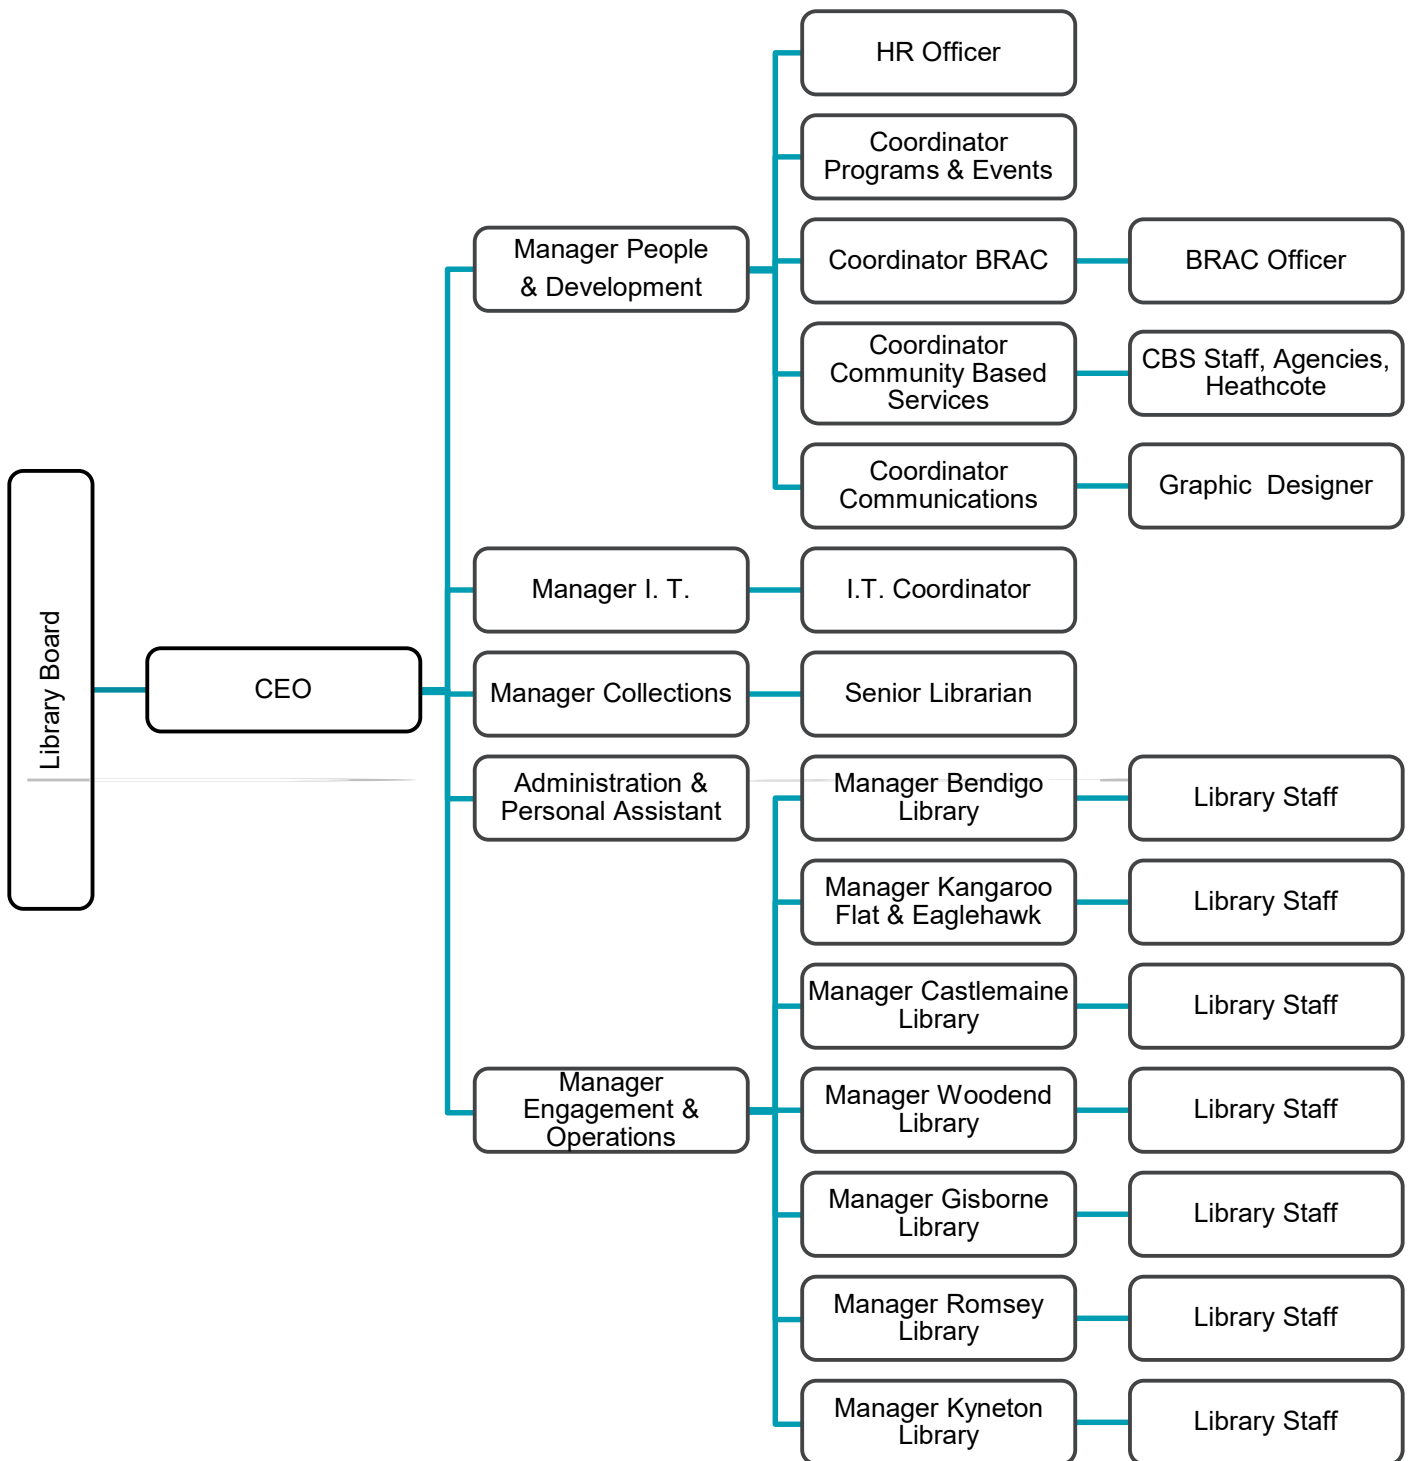 Library Board
CEO
Manager People
& Development
HR Officer
Coordinator
Programs & Events
Coordinator BRAC
BRAC Officer
Coordinator
Community Based
Services
CBS Staff, Agencies,
Heathcote
Coordinator
Communications
Graphic  Designer
Manager I. T.
I.T. Coordinator
Manager Collections
Senior Librarian
Administration &
Personal Assistant
Manager
Engagement &
Operations
Manager Bendigo
Library
Library Staff
Manager Kangaroo
Flat & Eaglehawk
Library Staff
Manager Castlemaine
Library
Library Staff
Manager Woodend
Library
Library Staff
Manager Gisborne
Library
Library Staff
Manager Romsey
Library
Library Staff
Manager Kyneton
Library
Library Staff